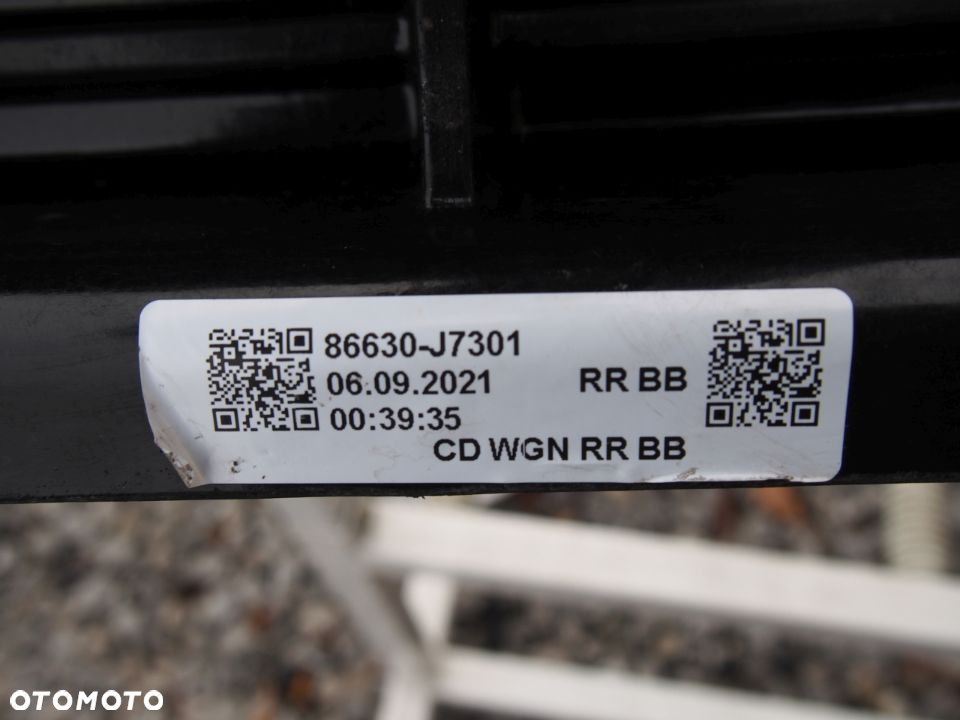 86630-J7301
06.09.2021 RR BB
00:39:35
CD WGN RR BB
OTOMOTO